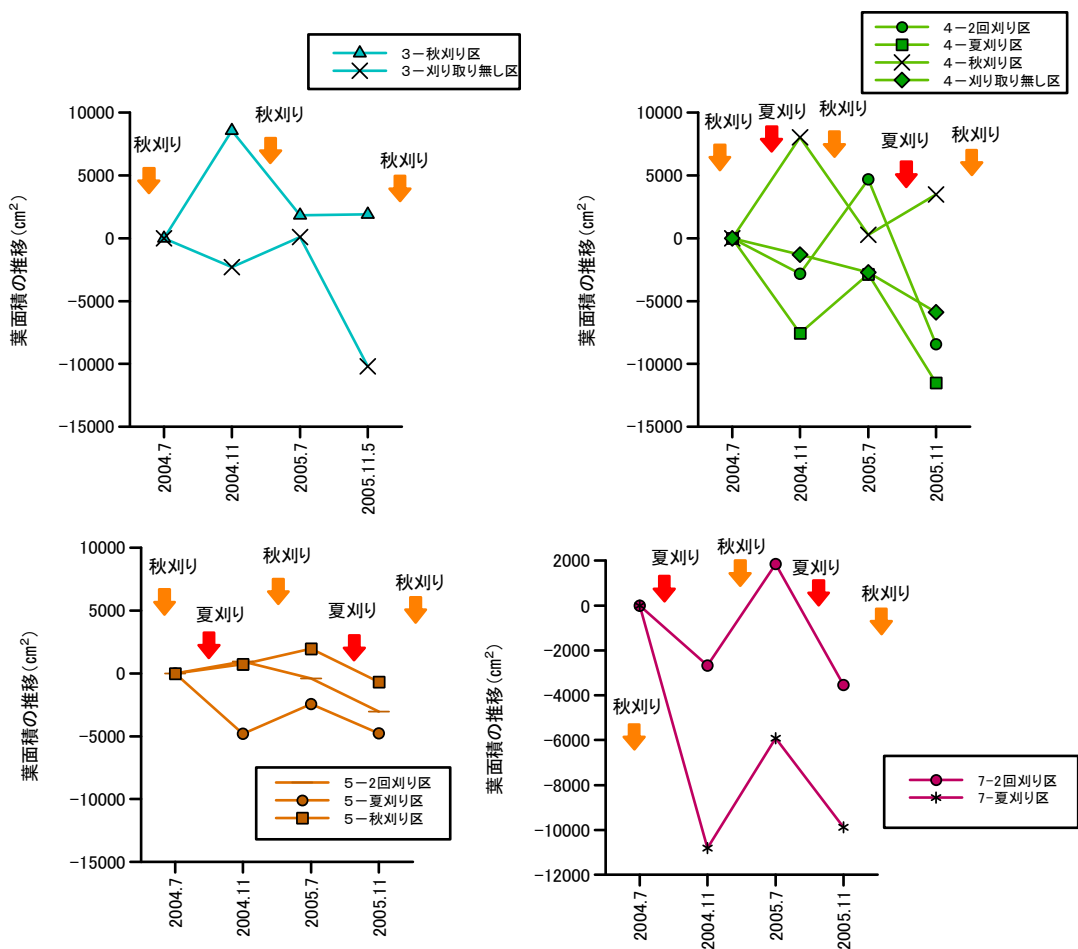 3－秋刈り区
3－刈り取り無し区
秋刈り
秋刈り
秋刈り
葉面積の推移(cm²)
10000
5000
0
−5000
−10000
−15000
2004.7
2004.11
2005.7
2005.11.5
4－2回刈り区
4－夏刈り区
4－秋刈り区
4－刈り取り無し区
秋刈り
夏刈り
秋刈り
夏刈り
秋刈り
葉面積の推移(cm²)
10000
5000
0
−5000
−10000
−15000
2004.7
2004.11
2005.7
2005.11
秋刈り
夏刈り
秋刈り
夏刈り
秋刈り
葉面積の推移(cm²)
10000
5000
0
−5000
−10000
−15000
2004.7
2004.11
2005.7
2005.11
5－2回刈り区
5－夏刈り区
5－秋刈り区
秋刈り
夏刈り
秋刈り
夏刈り
秋刈り
葉面積の推移(cm²)
2000
0
−2000
−4000
−6000
−8000
−10000
−12000
2004.7
2004.11
2005.7
2005.11
7-2回刈り区
7-夏刈り区